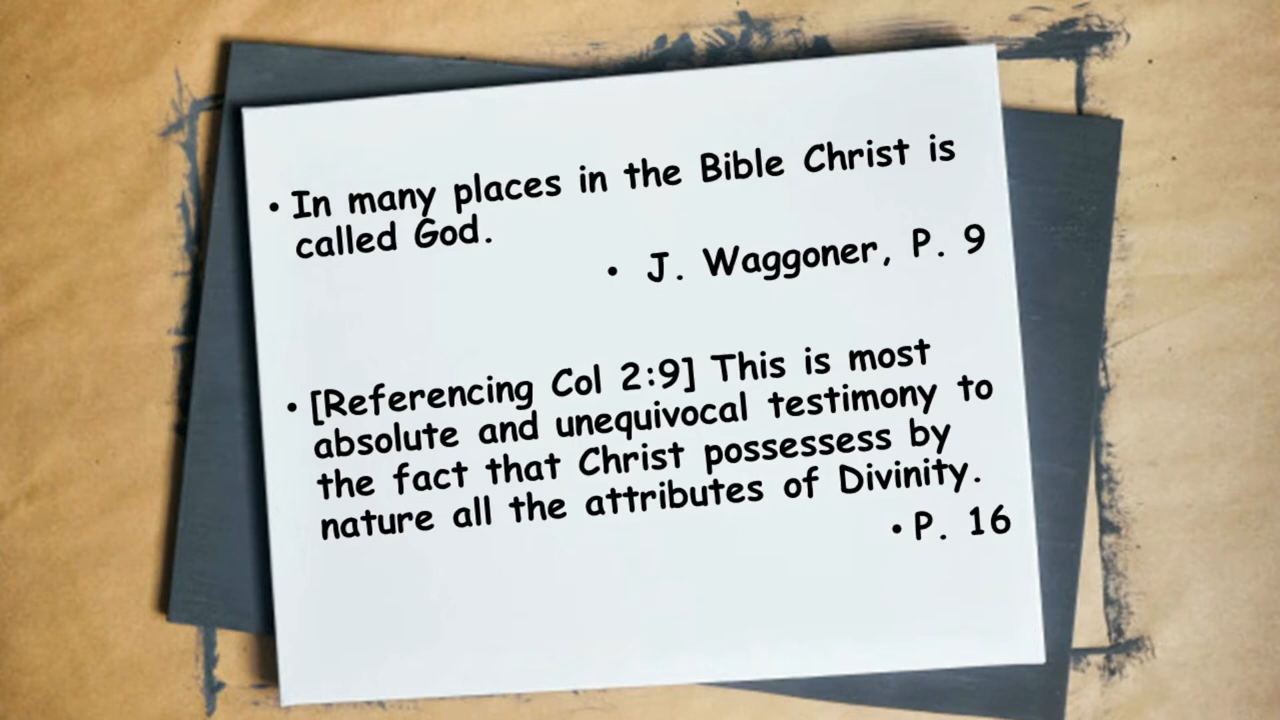 • In many places in the Bible Christ is
called God.
• J. Waggoner, P. 9
• [Referencing Col 2:9] This is most
absolute and unequivocal testimony to
the fact that Christ possessess by
nature all the attributes of Divinity.
• P. 16